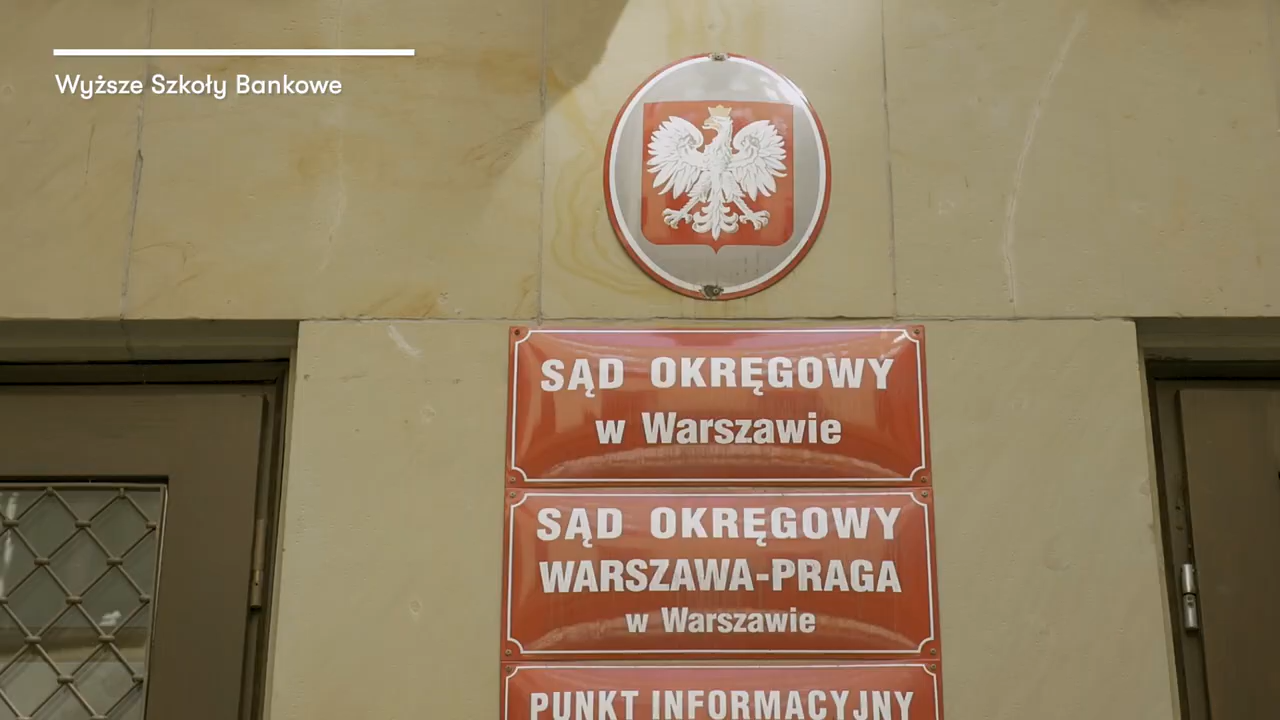 Wyższe Szkoły Bankowe
SĄD OKRĘGOWY
w Warszawie
SĄD OKRĘGOWY
WARSZAWA-PRAGA
w Warszawie
PUNKT INFORMACYJNY